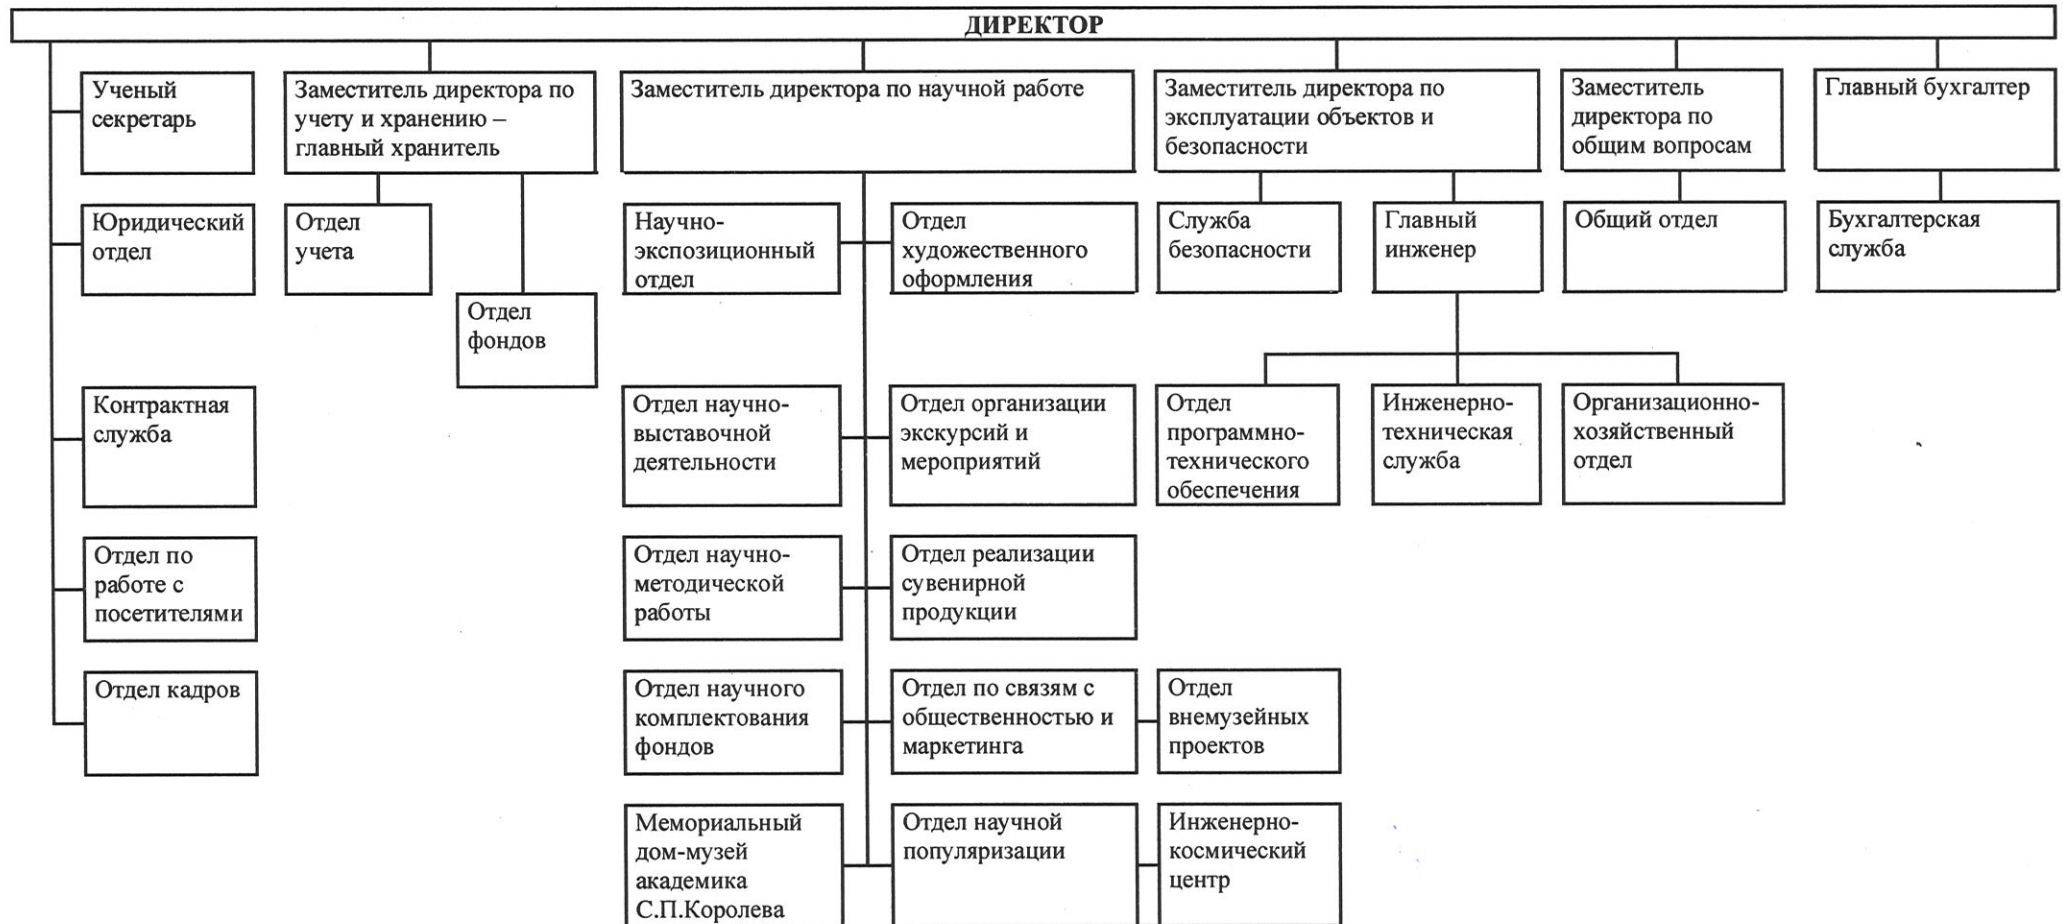 ДИРЕКТОР
Ученый
секретарь
Заместитель директора по
учету и хранению –
главный хранитель
Заместитель директора по научной работе
Заместитель директора по
эксплуатации объектов и
безопасности
Заместитель
директора по
общим вопросам
Главный бухгалтер
Юридический
отдел
Отдел
учета
Научно-
экспозиционный
отдел
Отдел
художественного
оформления
Служба
безопасности
Главный
инженер
Общий отдел
Бухгалтерская
служба
Отдел
фондов
Контрактная
служба
Отдел научно-
выставочной
деятельности
Отдел организации
экскурсий и
мероприятий
Отдел
программно-
технического
обеспечения
Инженерно-
техническая
служба
Организационно-
хозяйственный
отдел
Отдел по
работе с
посетителями
Отдел научно-
методической
работы
Отдел реализации
сувенирной
продукции
Отдел кадров
Отдел научного
комплектования
фондов
Отдел по связям с
общественностью и
маркетинга
Отдел
внемузейных
проектов
Мемориальный
дом-музей
академика
С.П.Королева
Отдел научной
популяризации
Инженерно-
космический
центр